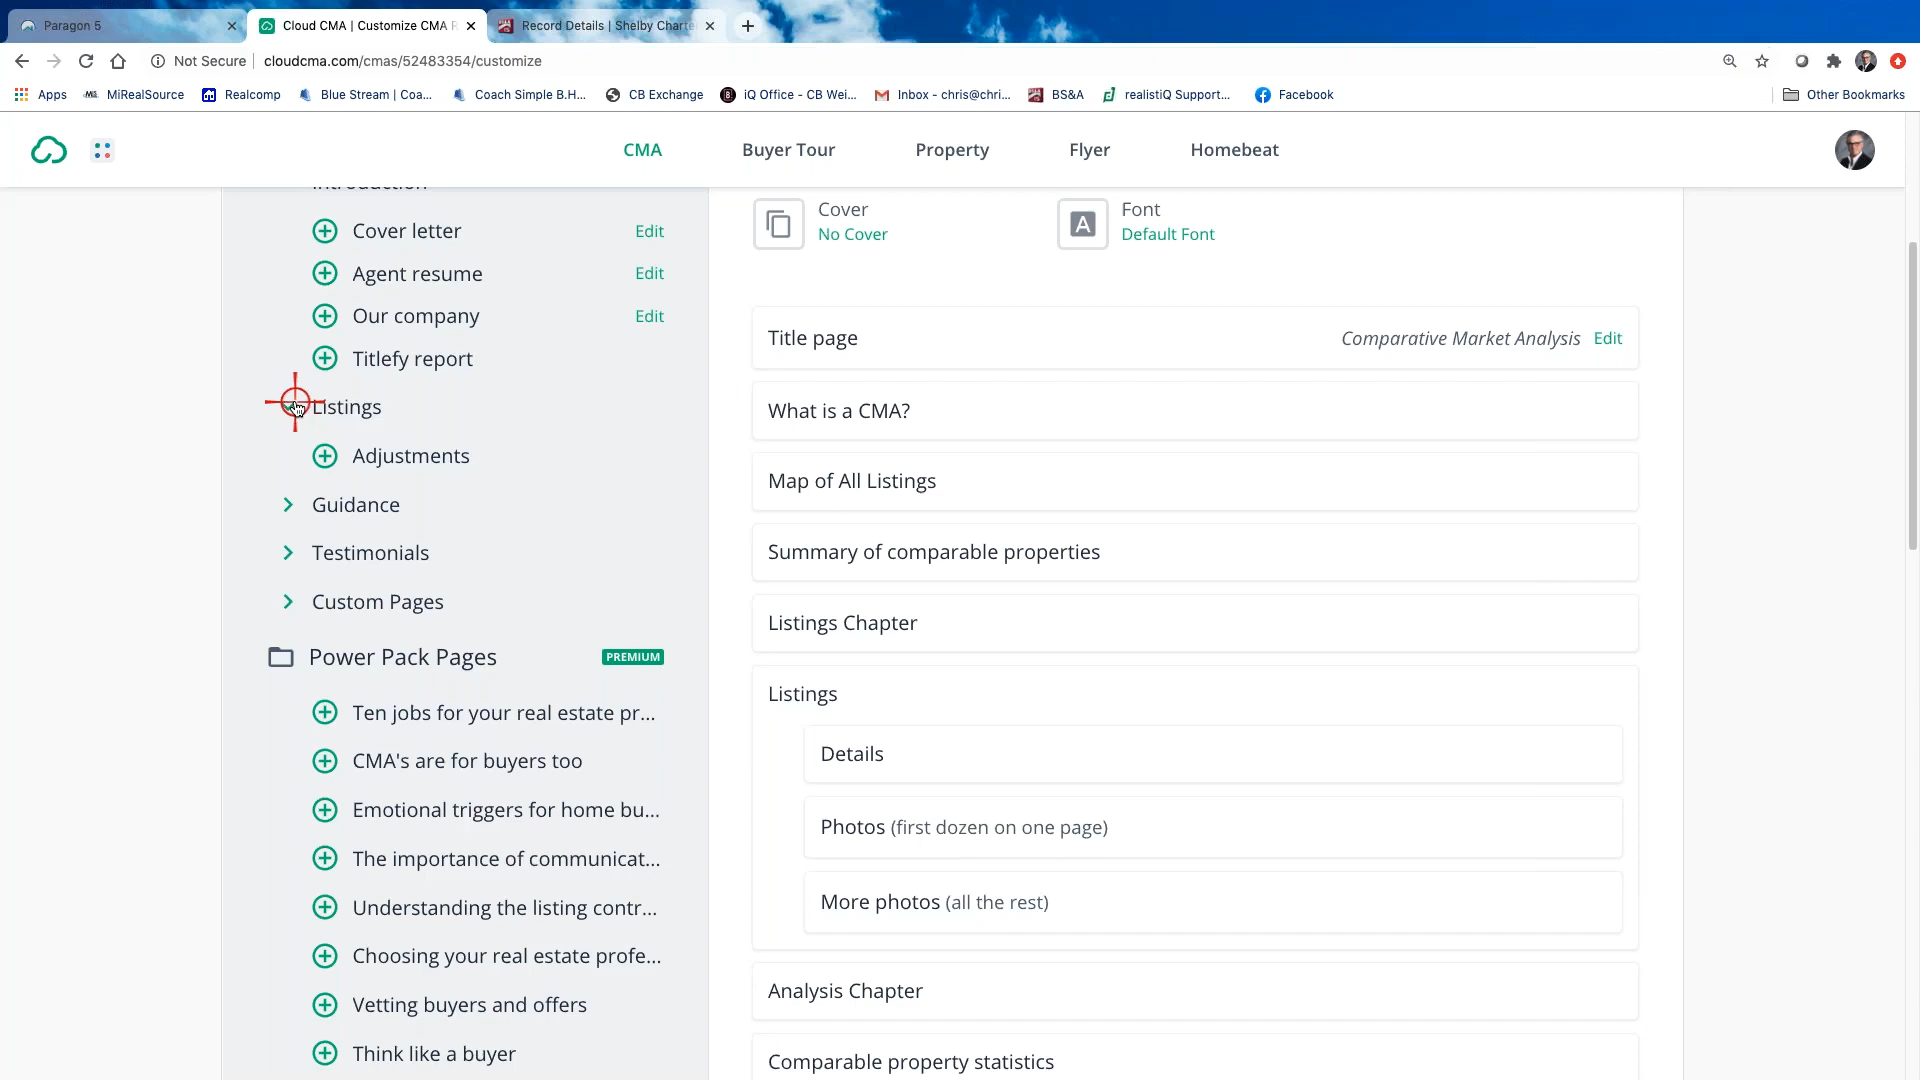 Paragon 5
Cloud CMA | Customize CMA R
Record Details | Shelby Charte
Not Secure
cloudcma.com/cmas/52483354/customize
Apps
MiRealSource
Realcomp
Blue Stream | Coa...
Coach Simple B.H...
CB Exchange
iQ Office - CB Wei...
Inbox - chris@chri...
BS&A
realistiQ Support...
Facebook
Other Bookmarks
CMA
Buyer Tour
Property
Flyer
Homebeat
Introduction
Cover letter Edit
Agent resume Edit
Our company Edit
Titlefy report
Listings
Adjustments
Guidance
Testimonials
Custom Pages
Power Pack Pages PREMIUM
Ten jobs for your real estate pr...
CMA's are for buyers too
Emotional triggers for home bu...
The importance of communicat...
Understanding the listing contr...
Choosing your real estate profe...
Vetting buyers and offers
Think like a buyer
Cover
No Cover
A
Font
Default Font
Title page Comparative Market Analysis Edit
What is a CMA?
Map of All Listings
Summary of comparable properties
Listings Chapter
Listings
Details
Photos (first dozen on one page)
More photos (all the rest)
Analysis Chapter
Comparable property statistics